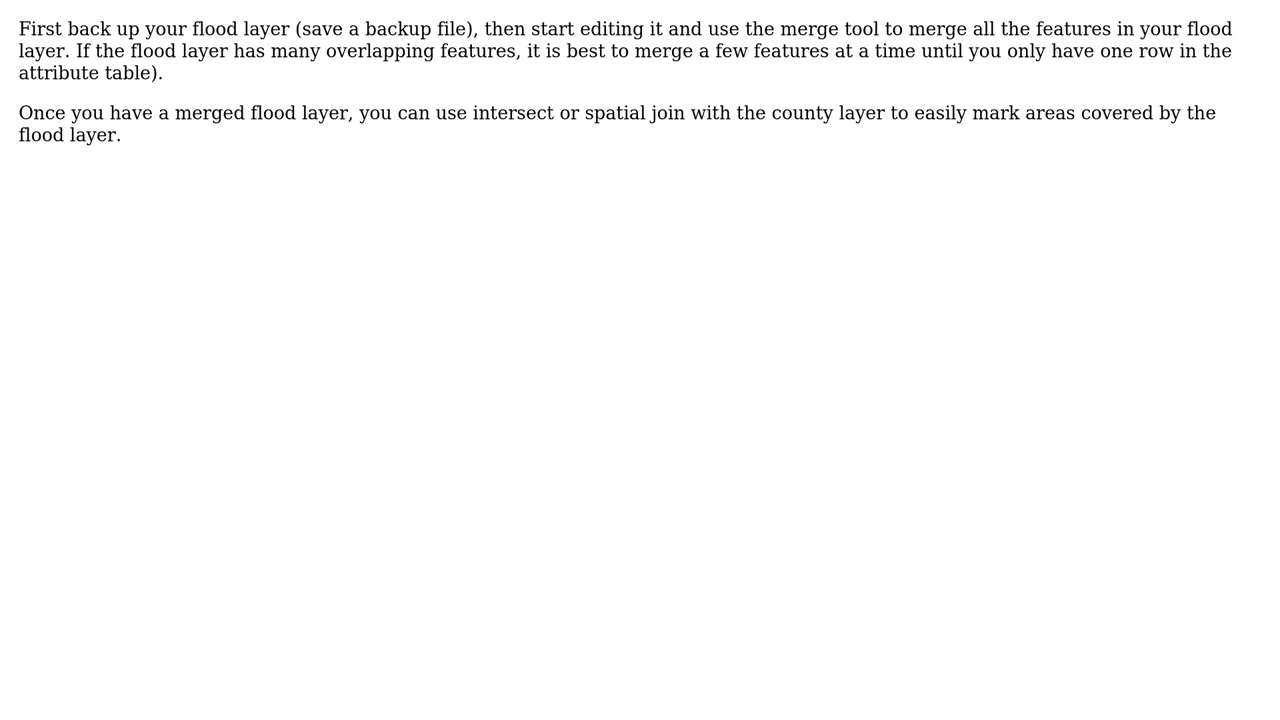 First back up your flood layer (save a backup file), then start editing it and use the merge tool to merge all the features in your flood
layer. If the flood layer has many overlapping features, it is best to merge a few features at a time until you only have one row in the
attribute table).
Once you have a merged flood layer, you can use intersect or spatial join with the county layer to easily mark areas covered by the
flood layer.